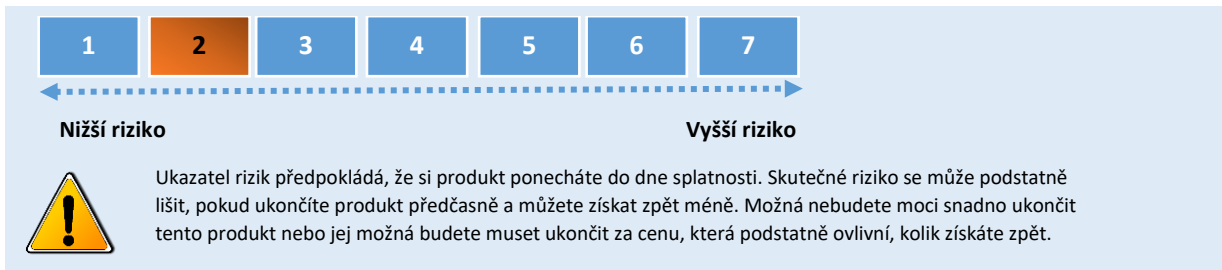 1 2 3 4 5 6 7
Nižší riziko Vyšší riziko
Ukazatel rizik předpokládá, že si produkt ponecháte do dne splatnosti. Skutečné riziko se může podstatně
lišit, pokud ukončíte produkt předčasně a můžete získat zpět méně. Možná nebudete moci snadno ukončit
tento produkt nebo jej možná budete muset ukončit za cenu, která podstatně ovlivní, kolik získáte zpět.